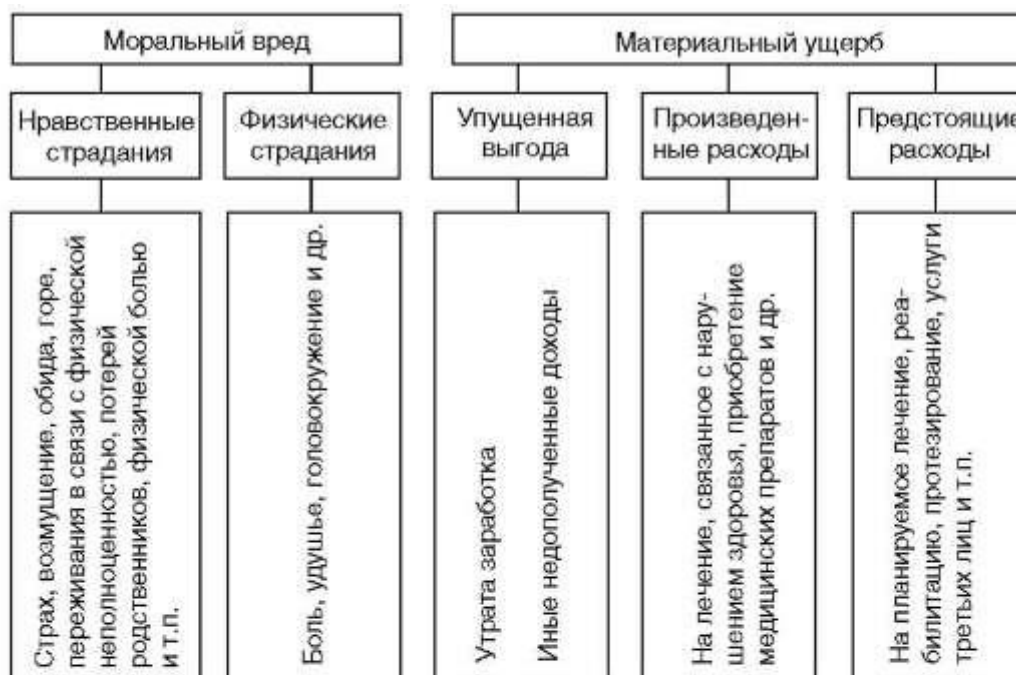 Моральный вред
Материальный ущерб
Нравственные
страдания
Физические
страдания
Упущенная
выгода
Произведен-
ные расходы
Предстоящие
расходы
Страх, возмущение, обида, горе,
переживания в связи с физической
неполноценностью, потерей
родственников, физической болью
и т.п.
Боль, удушье, головокружение и др.
Утрата заработка
Иные недополученные доходы
На лечение, связанное с нару-
шением здоровья, приобретение
медицинских препаратов и др.
На планируемое лечение, реа-
билитацию, протезирование, услуги
третьих лиц и т.п.